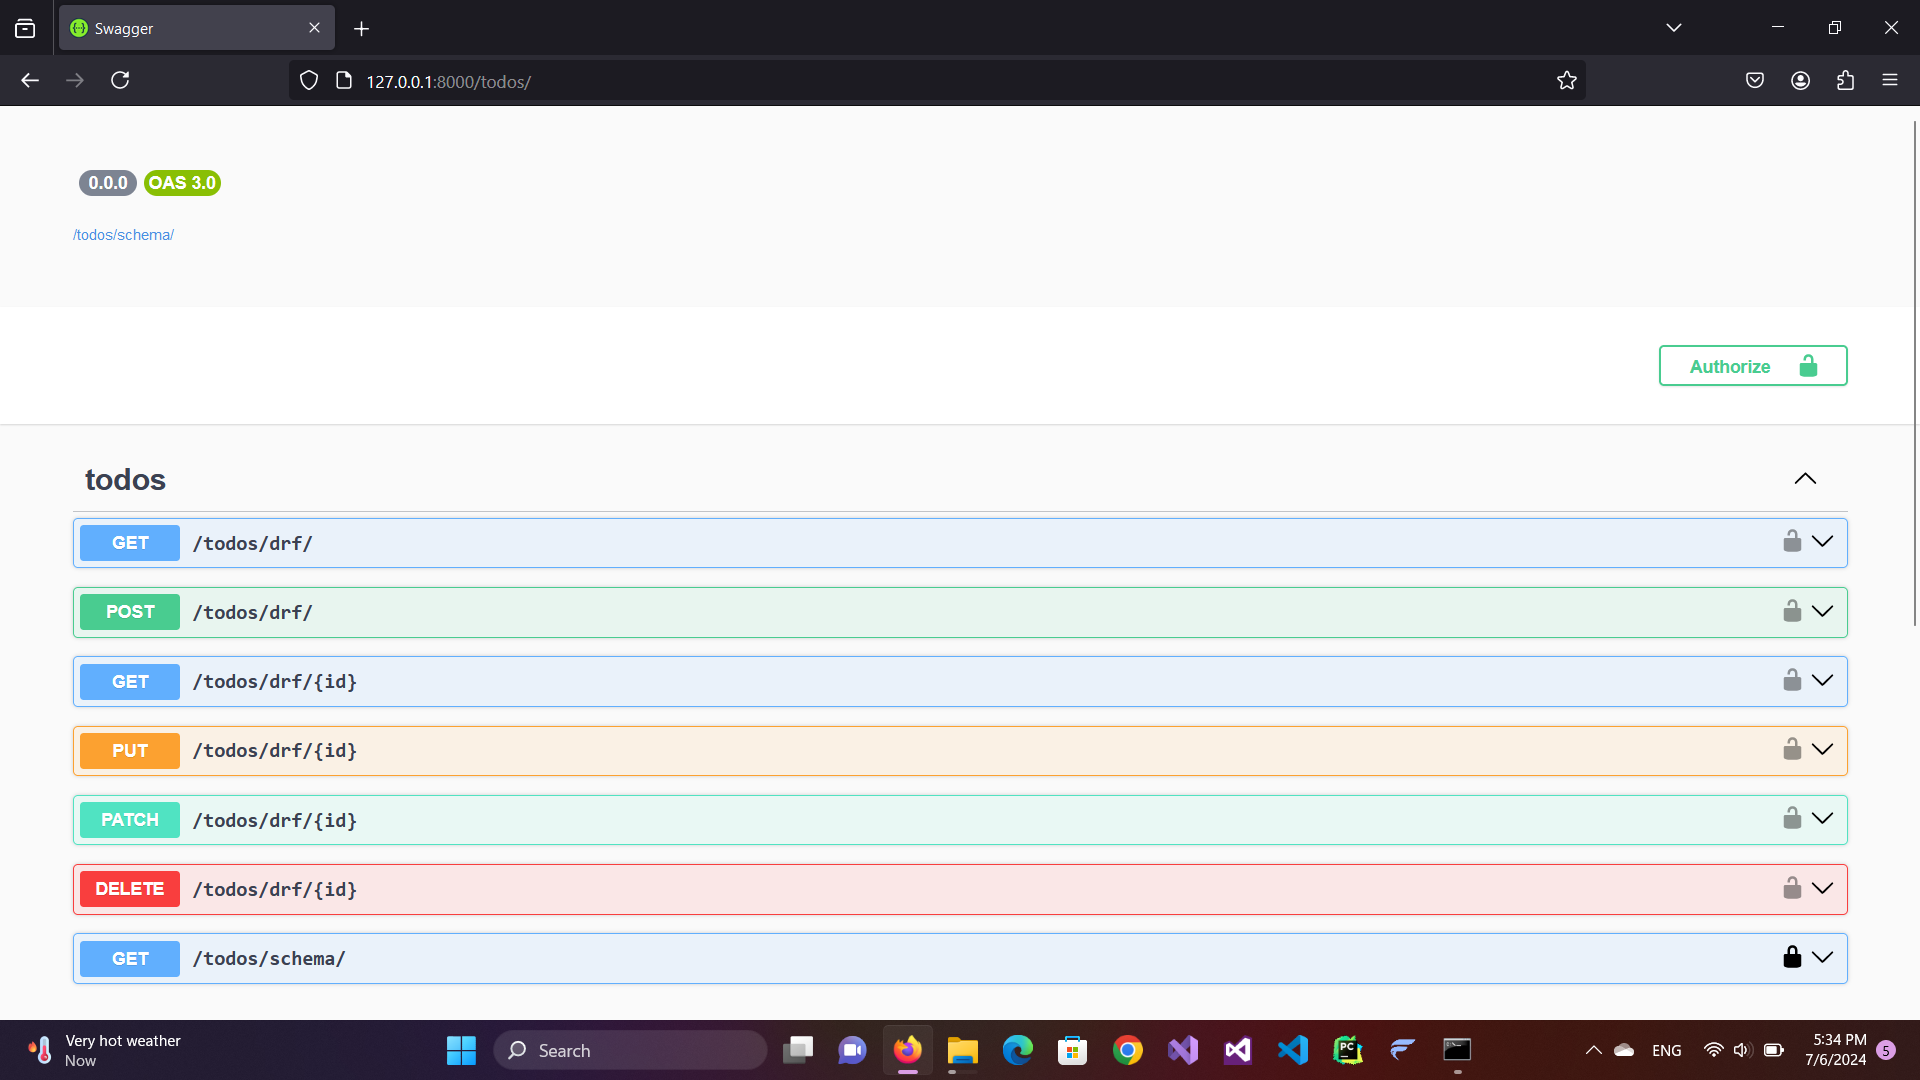 Swagger
127.0.0.1:8000/todos/
0.0.0 OAS 3.0
/todos/schema/
Authorize
todos
GET /todos/drf/
POST /todos/drf/
GET /todos/drf/{id}
PUT /todos/drf/{id}
PATCH /todos/drf/{id}
DELETE /todos/drf/{id}
GET /todos/schema/
Very hot weather
Now
Search
PC
ENG
5:34 PM
7/6/2024
5